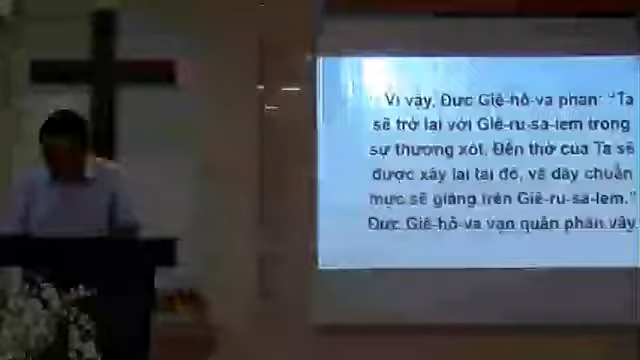 Vì vậy, Đức Giê-hô-va phán: "Ta
sẽ trở lại với Giê-ru-sa-lem trong
sự thương xót. Đền thờ của Ta sẽ
được xây lại tại đó, và dây chuẩn
mực sẽ giăng trên Giê-ru-sa-lem."
Đức Giê-hô-va vạn quân phán vậy.